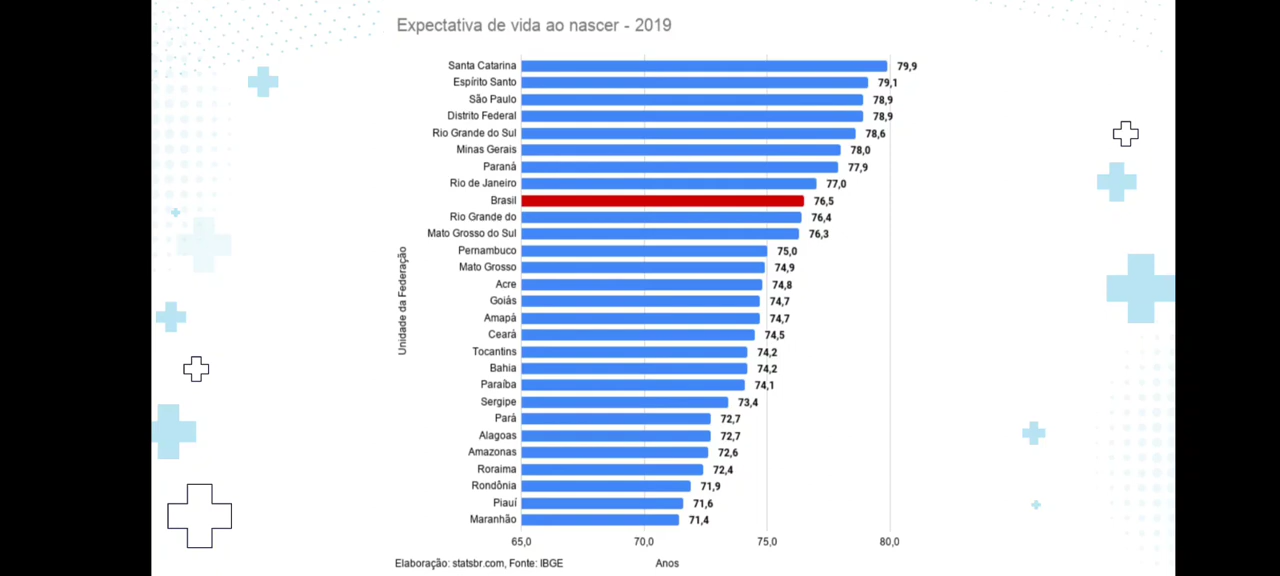 Expectativa de vida ao nascer - 2019
Santa Catarina 79,9
Espírito Santo 79,1
São Paulo 78,9
Distrito Federal 78,9
Rio Grande do Sul 78,6
Minas Gerais 78,0
Paraná 77,9
Rio de Janeiro 77,0
Brasil 76,5
Rio Grande do 76,4
Mato Grosso do Sul 76,3
Pernambuco 75,0
Mato Grosso 74,9
Acre 74,8
Goiás 74,7
Amapá 74,7
Ceará 74,5
Tocantins 74,2
Bahia 74,2
Paraíba 74,1
Sergipe 73,4
Pará 72,7
Alagoas 72,7
Amazonas 72,6
Roraima 72,4
Rondônia 71,9
Piauí 71,6
Maranhão 71,4
Unidade da Federação
65,0 70,0 75,0 80,0
Elaboração: statsbr.com, Fonte: IBGE
Anos